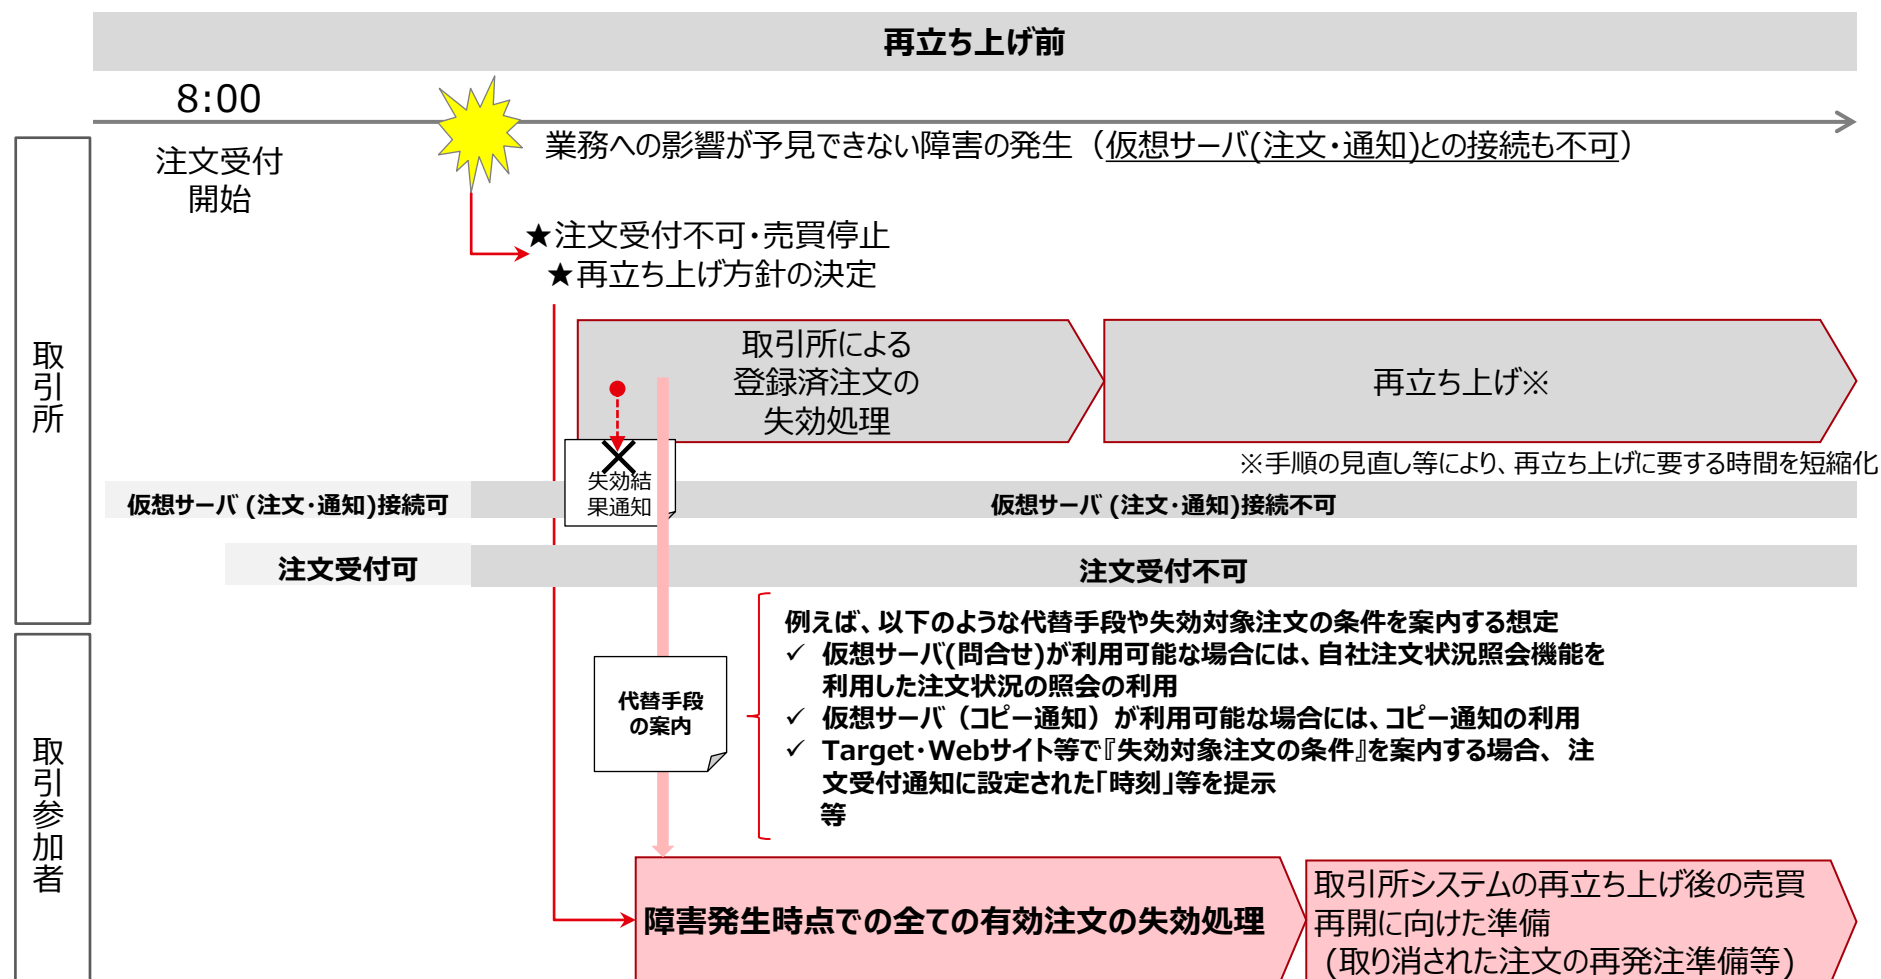 再立ち上げ前
8:00
注文受付
開始
業務への影響が予見できない障害の発生（仮想サーバ(注文・通知)との接続も不可）
★注文受付不可・売買停止
★再立ち上げ方針の決定
取引所
取引所による
登録済注文の
失効処理
再立ち上げ※
失効結
果通知
※手順の見直し等により、再立ち上げに要する時間を短縮化
仮想サーバ (注文・通知)接続可
仮想サーバ (注文・通知)接続不可
注文受付可
注文受付不可
取引参加者
代替手段
の案内
例えば、以下のような代替手段や失効対象注文の条件を案内する想定
✓ 仮想サーバ(問合せ)が利用可能な場合には、自社注文状況照会機能を
利用した注文状況の照会の利用
✓ 仮想サーバ（コピー通知）が利用可能な場合には、コピー通知の利用
✓ Target・Webサイト等で『失効対象注文の条件』を案内する場合、注
文受付通知に設定された「時刻」等を提示
等
障害発生時点での全ての有効注文の失効処理
取引所システムの再立ち上げ後の売買
再開に向けた準備
(取り消された注文の再発注準備等)